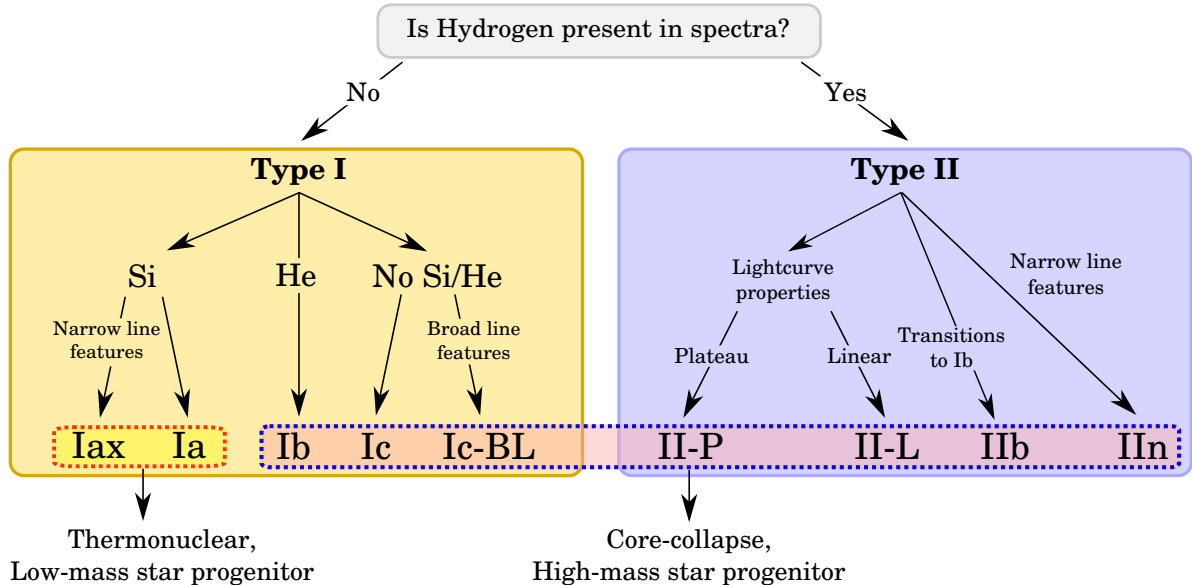 Is Hydrogen present in spectra?
No
Yes
Type I
Type II
Si
He
No Si/He
Lightcurve
properties
Narrow line
features
Narrow line
features
Broad line
features
Plateau
Linear
Transitions
to Ib
Iax
Ia
Ib
Ic
Ic-BL
II-P
II-L
IIb
IIn
Thermonuclear,
Low-mass star progenitor
Core-collapse,
High-mass star progenitor